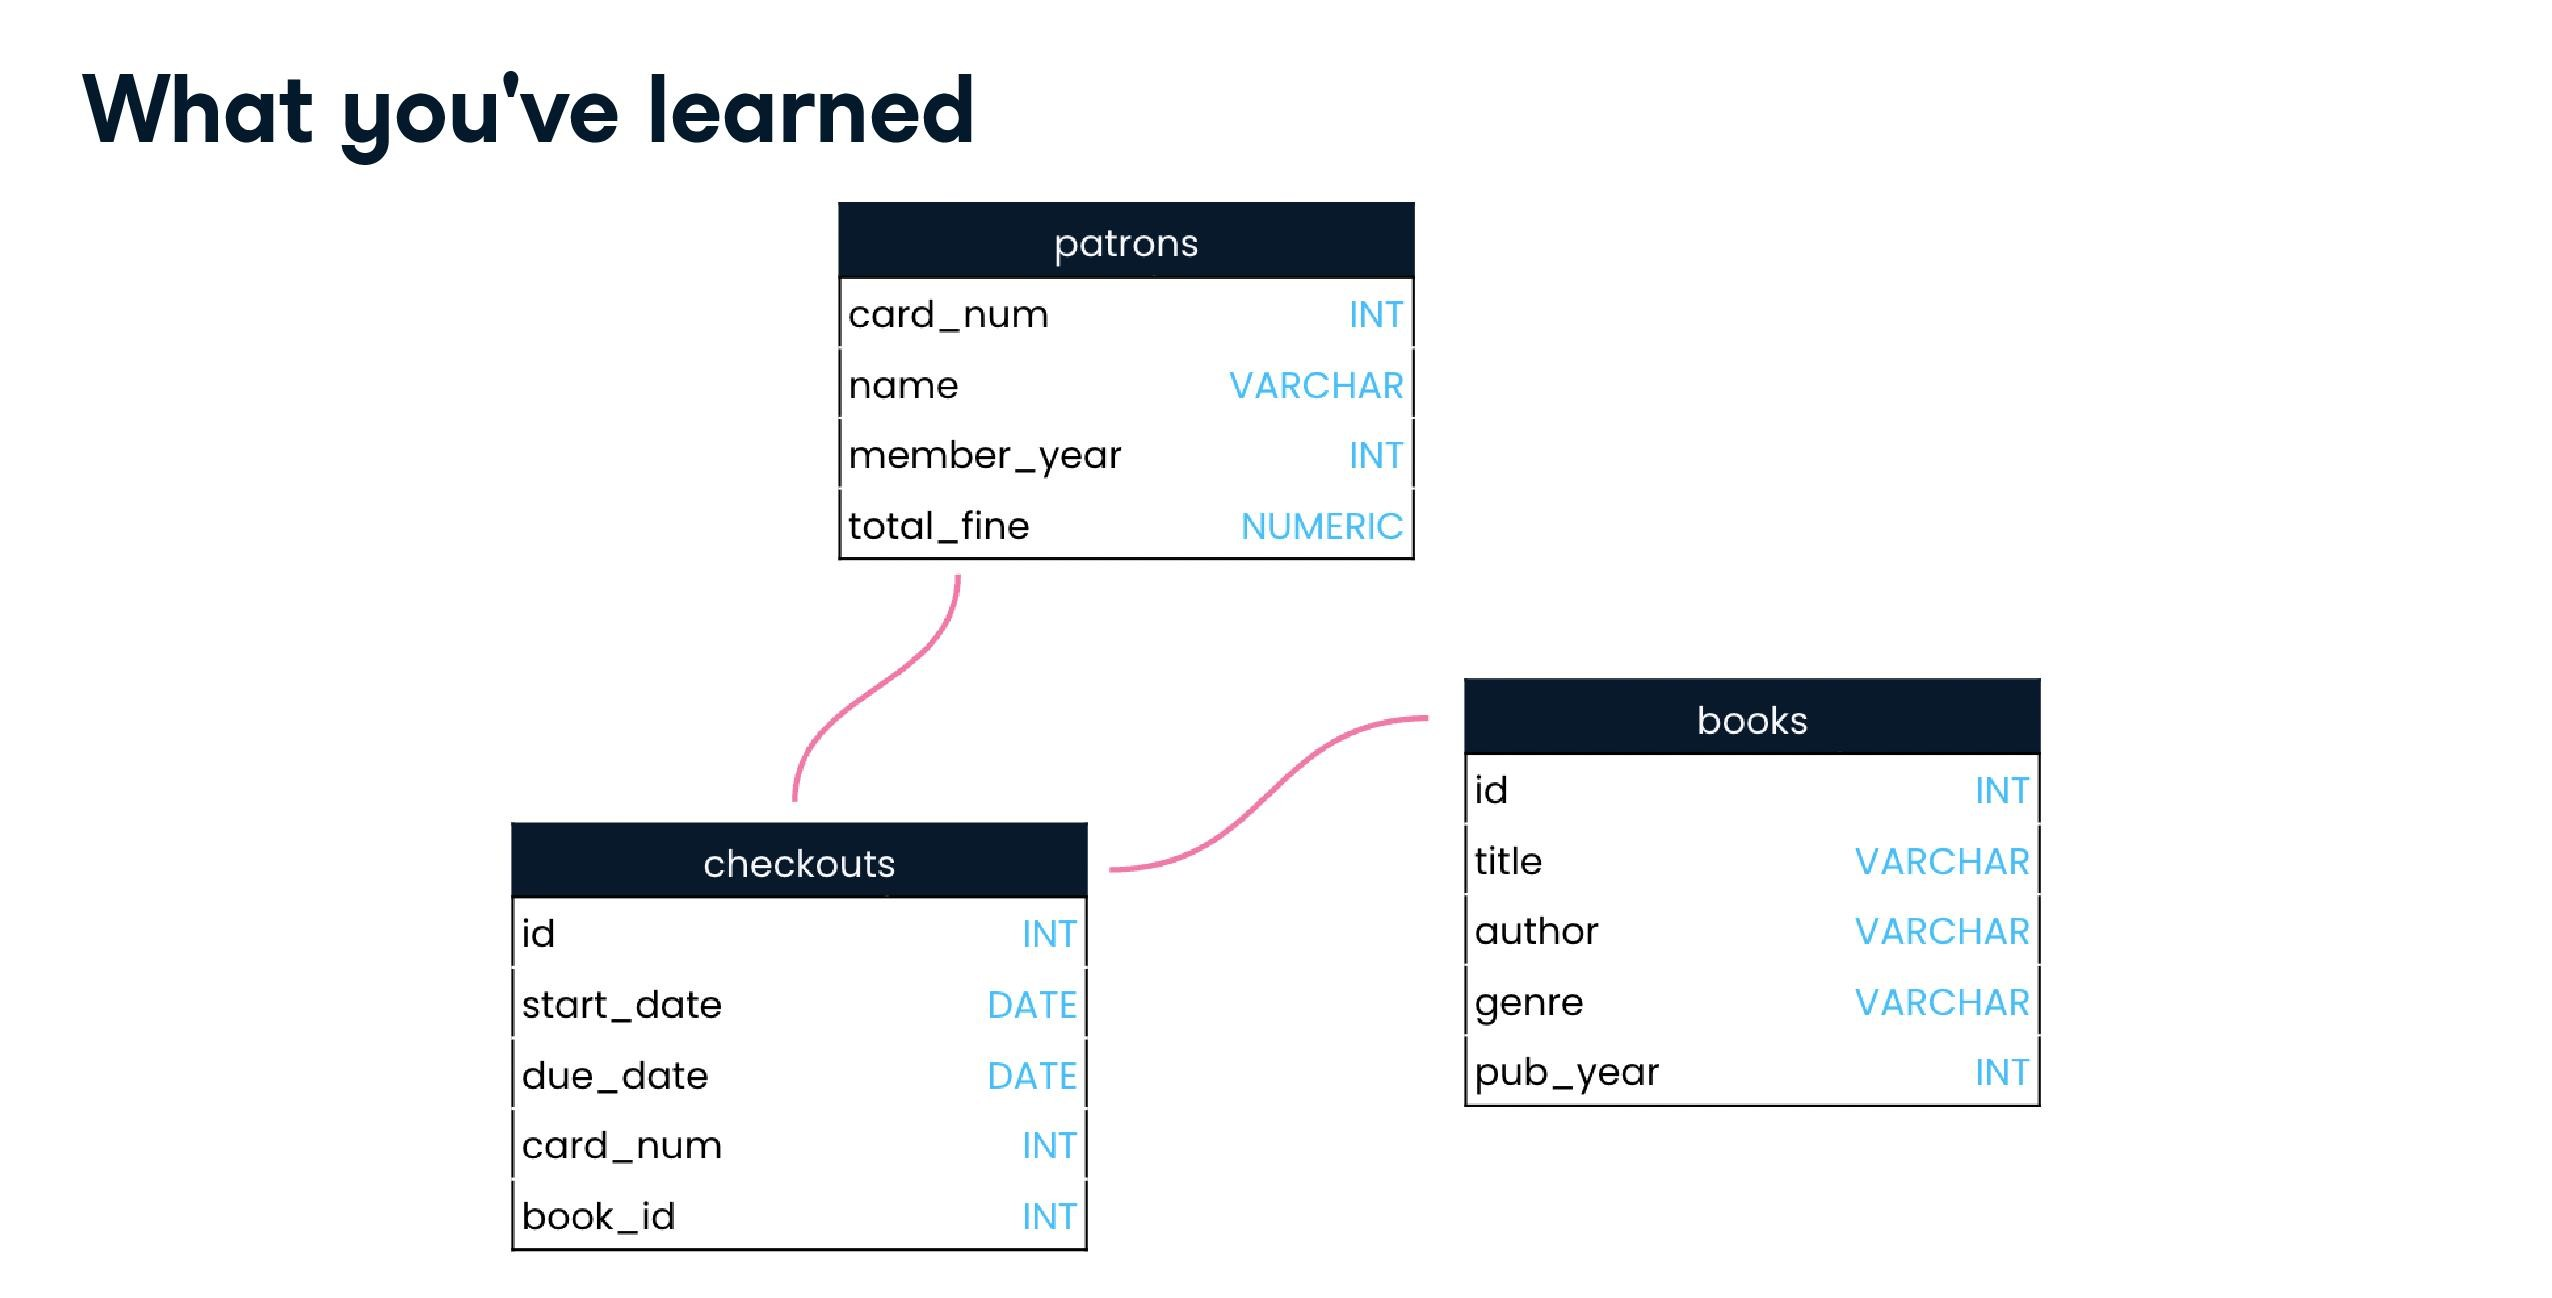 What you've learned
patrons
card_num INT
name VARCHAR
member_year INT
total_fine NUMERIC
checkouts
id INT
start_date DATE
due_date DATE
card_num INT
book_id INT
books
id INT
title VARCHAR
author VARCHAR
genre VARCHAR
pub_year INT